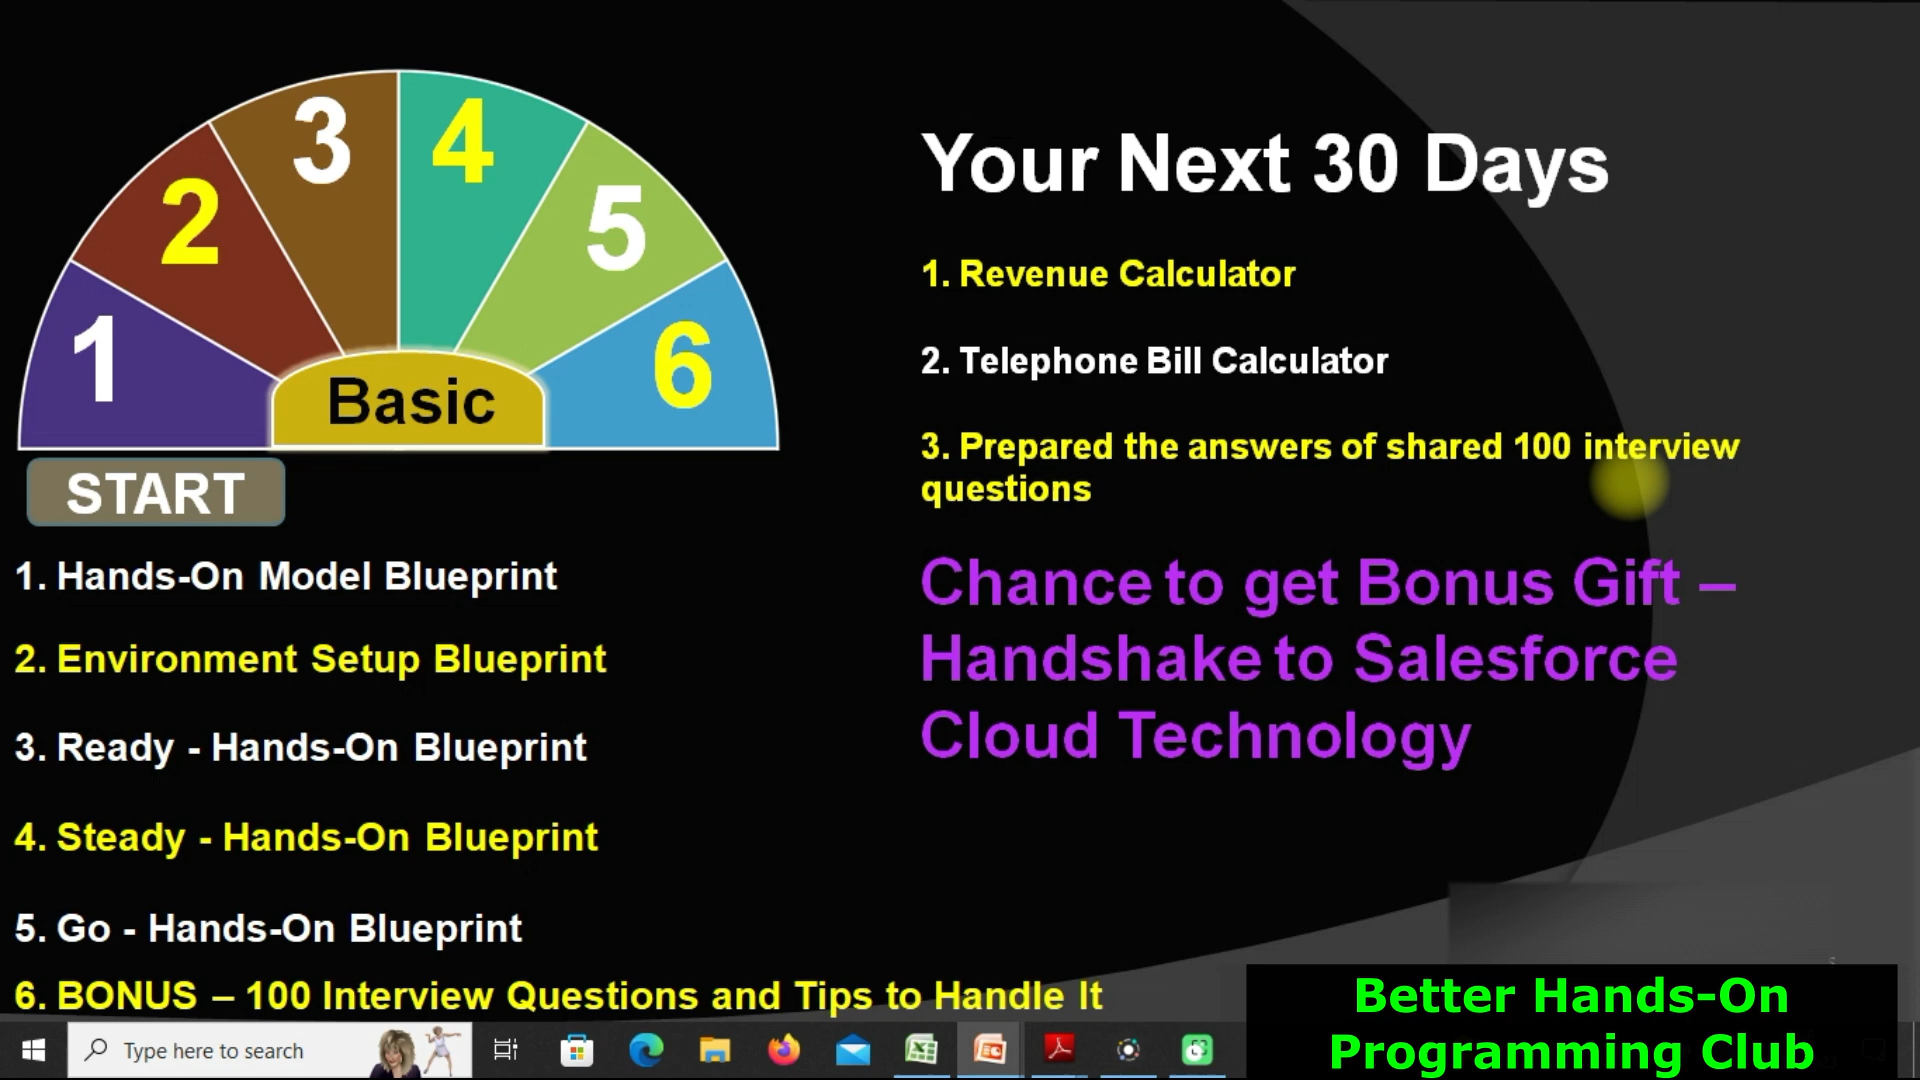 1
2
3
4
5
6
Basic
START
1. Hands-On Model Blueprint
2. Environment Setup Blueprint
3. Ready - Hands-On Blueprint
4. Steady - Hands-On Blueprint
5. Go - Hands-On Blueprint
6. BONUS – 100 Interview Questions and Tips to Handle It
Your Next 30 Days
1. Revenue Calculator
2. Telephone Bill Calculator
3. Prepared the answers of shared 100 interview
questions
Chance to get Bonus Gift –
Handshake to Salesforce
Cloud Technology
Better Hands-On
Programming Club
Type here to search